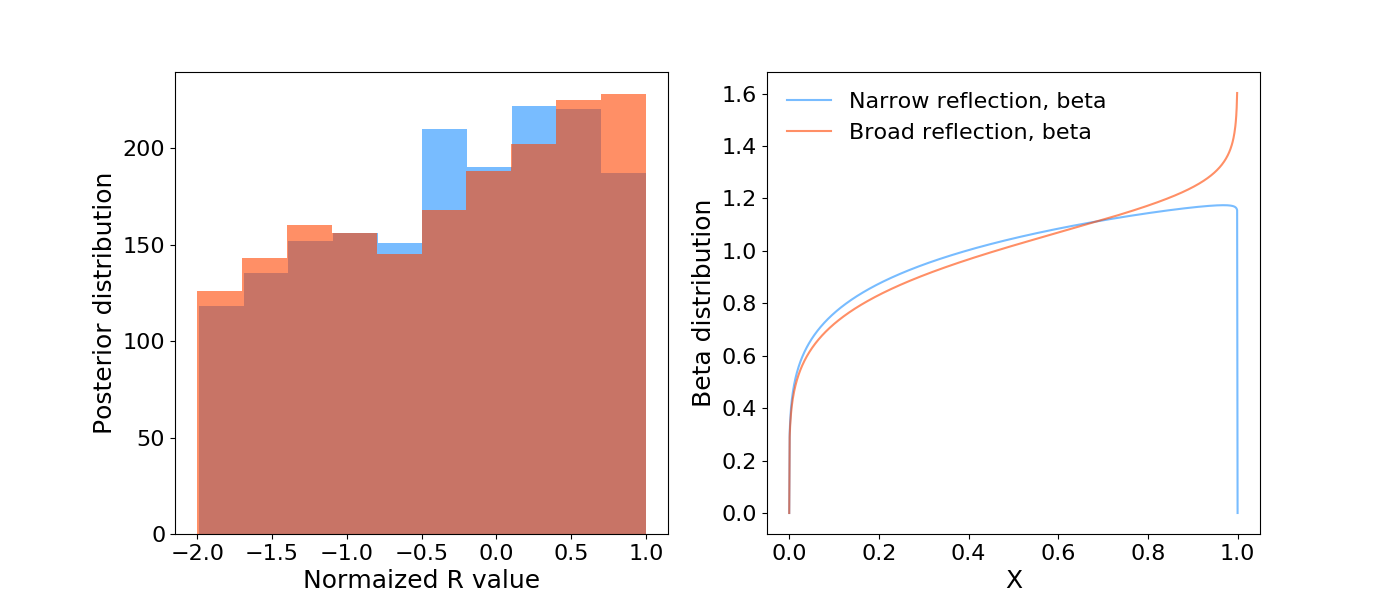 Posterior distribution
200
150
100
50
0
−2.0 −1.5 −1.0 −0.5 0.0 0.5 1.0
Normaized R value
Beta distribution
1.6
1.4
1.2
1.0
0.8
0.6
0.4
0.2
0.0
Narrow reflection, beta
Broad reflection, beta
0.0 0.2 0.4 0.6 0.8 1.0
X